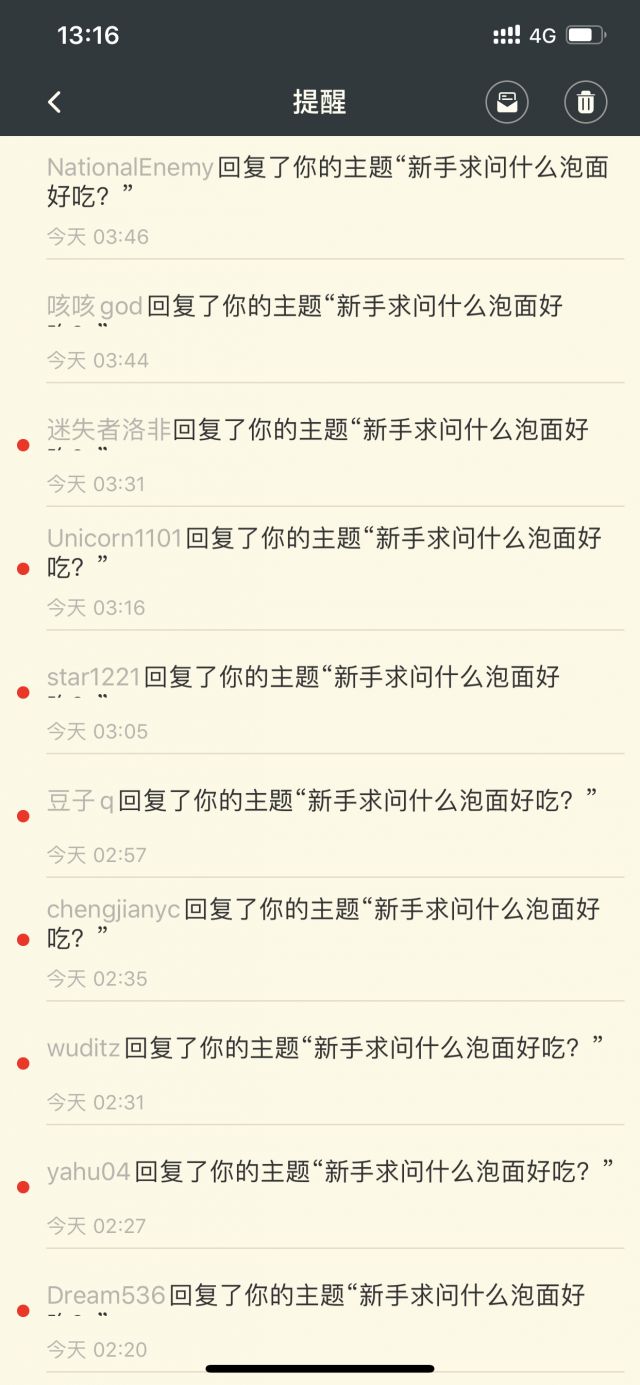 13:16
4G
提醒
NationalEnemy回复了你的主题“新手求问什么泡面
好吃？”
今天 03:46
咳咳god回复了你的主题“新手求问什么泡面好
今天 03:44
迷失者洛非回复了你的主题“新手求问什么泡面好
今天 03:31
Unicorn1101回复了你的主题“新手求问什么泡面好
吃？”
今天 03:16
star1221回复了你的主题“新手求问什么泡面好
今天 03:05
豆子q回复了你的主题“新手求问什么泡面好吃？”
今天 02:57
chengjianyc回复了你的主题“新手求问什么泡面好
吃？”
今天 02:35
wuditz回复了你的主题“新手求问什么泡面好吃？”
今天 02:31
yahu04回复了你的主题“新手求问什么泡面好吃？”
今天 02:27
Dream536回复了你的主题“新手求问什么泡面好
今天 02:20